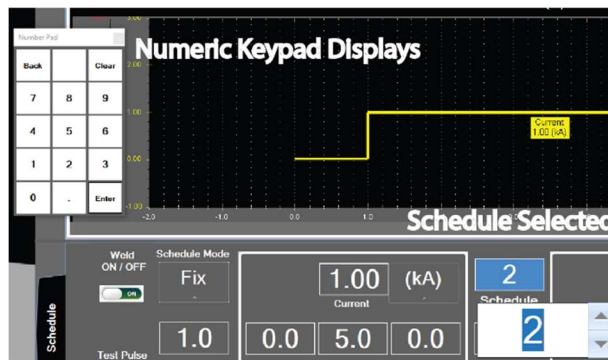 3.00
Number Pad
Numeric Keypad Displays
Back Clear
2.00
7 8 9
1.00
Current
1.00 (kA)
4 5 6
0.00
1 2 3
0 . Enter
-1.00
-2.0 -1.0 0.0 1.0
Schedule Selected
Weld
ON / OFF
Schedule Mode
Fix
1.00 (kA)
2
ON
Current
Schedule
Schedule
2
1.0 0.0 5.0 0.0
Test Pulse